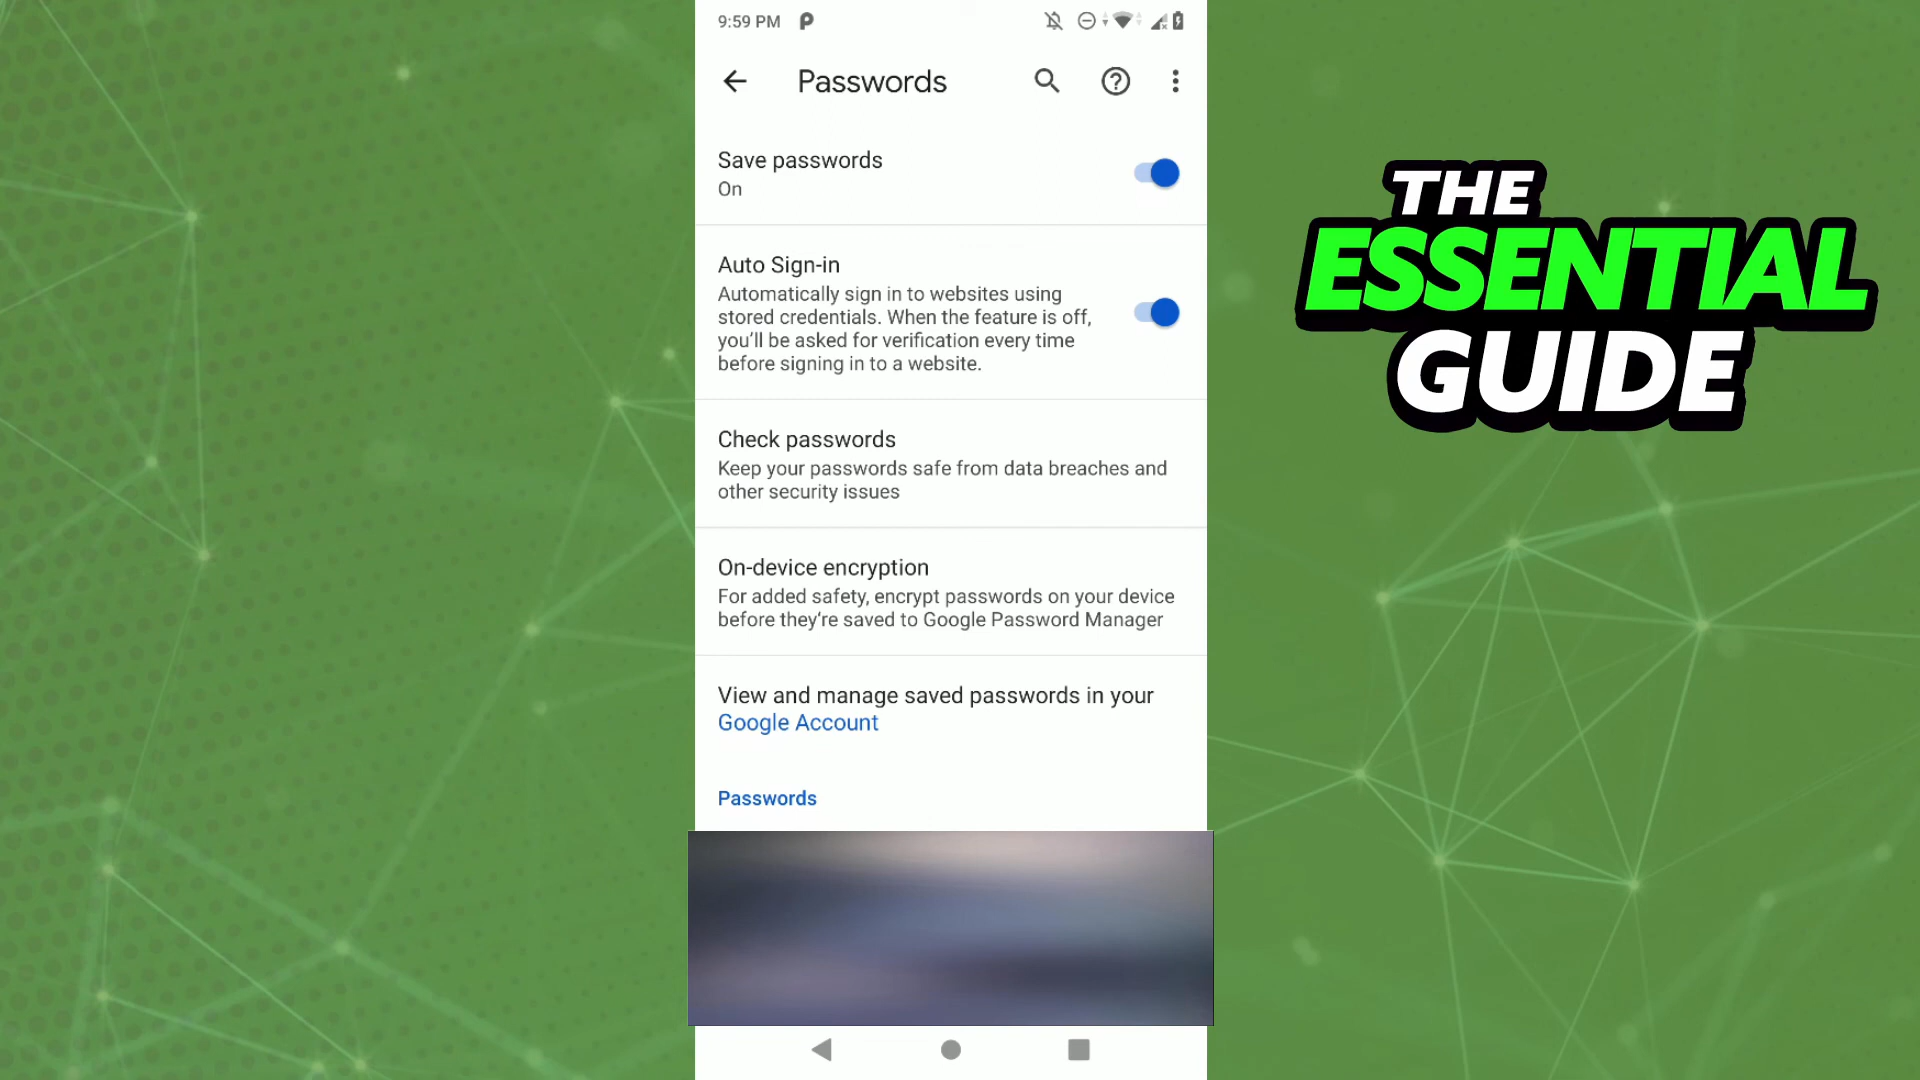 9:59 PM
Passwords
Save passwords
On
Auto Sign-in
Automatically sign in to websites using
stored credentials. When the feature is off,
you'll be asked for verification every time
before signing in to a website.
Check passwords
Keep your passwords safe from data breaches and
other security issues
On-device encryption
For added safety, encrypt passwords on your device
before they‘re saved to Google Password Manager
View and manage saved passwords in your
Google Account
Passwords
THE
ESSENTIAL
GUIDE